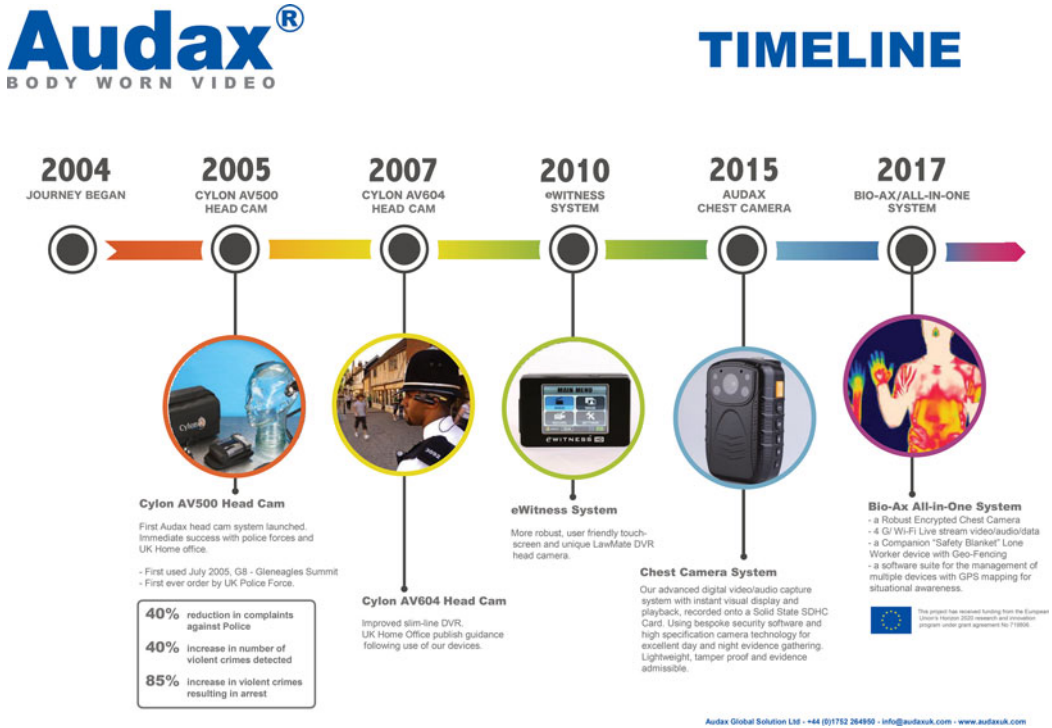 Audax®
BODY WORN VIDEO
TIMELINE
2004
JOURNEY BEGAN
2005
CYLON AV500
HEAD CAM
2007
CYLON AV604
HEAD CAM
2010
eWITNESS
SYSTEM
2015
AUDAX
CHEST CAMERA
2017
BIO-AX/ALL-IN-ONE
SYSTEM
Cylon
MAIN MENU
eWITNESS HD
Cylon AV500 Head Cam
First Audax head cam system launched.
Immediate success with police forces and
UK Home office.
- First used July 2005, G8 - Gleneagles Summit
- First ever order by UK Police Force.
40% reduction in complaints
against Police
40% increase in number of
violent crimes detected
85% increase in violent crimes
resulting in arrest
Cylon AV604 Head Cam
Improved slim-line DVR.
UK Home Office publish guidance
following use of our devices.
eWitness System
More robust, user friendly touch-
screen and unique LawMate DVR
head camera.
Chest Camera System
Our advanced digital video/audio capture
system with instant visual display and
playback, recorded onto a Solid State SDHC
Card. Using bespoke security software and
high specification camera technology for
excellent day and night evidence gathering.
Lightweight, tamper proof and evidence
admissible.
Bio-Ax All-in-One System
- a Robust Encrypted Chest Camera
- 4 G/ Wi-Fi Live stream video/audio/data
- a Companion "Safety Blanket" Lone
Worker device with Geo-Fencing
- a software suite for the management of
multiple devices with GPS mapping for
situational awareness.
This project has received funding from the European
Union's Horizon 2020 research and innovation
program under grant agreement No
Audax Global Solution Ltd - +44 (0)1752 264950 - info@audaxuk.com - www.audaxuk.com